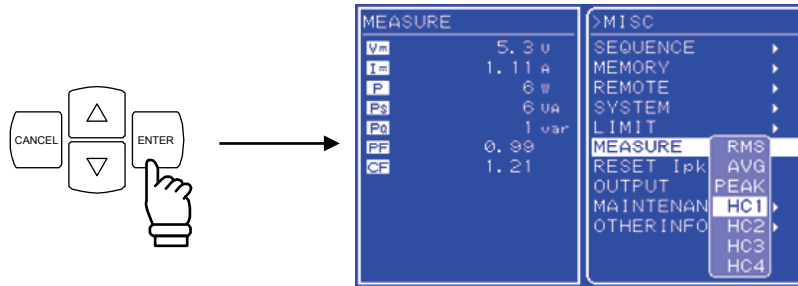 CANCEL
ENTER
MEASURE
Vm 5.3 V
Im 1.11 A
P 6 W
PS 6 VA
PQ 1 var
PF 0.99
CF 1.21
>MISC
SEQUENCE
MEMORY
REMOTE
SYSTEM
LIMIT
MEASURE RMS
RESET Ipk AVG
OUTPUT PEAK
MAINTENAN HC1
OTHERINFO HC2
HC3
HC4